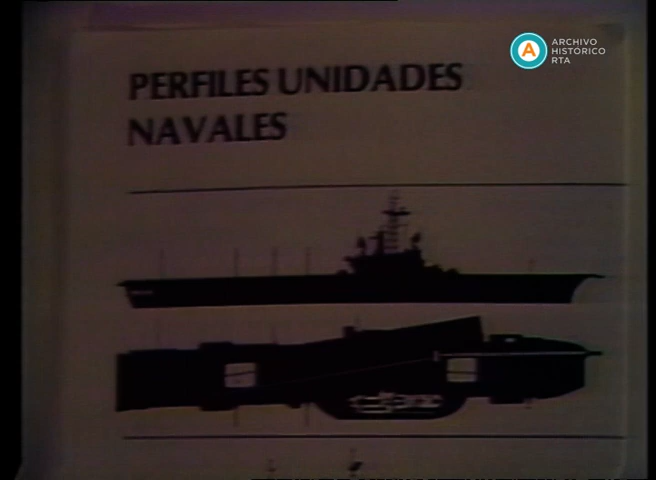 A
ARCHIVO
HISTÓRICO
RTA
PERFILES UNIDADES
NAVALES